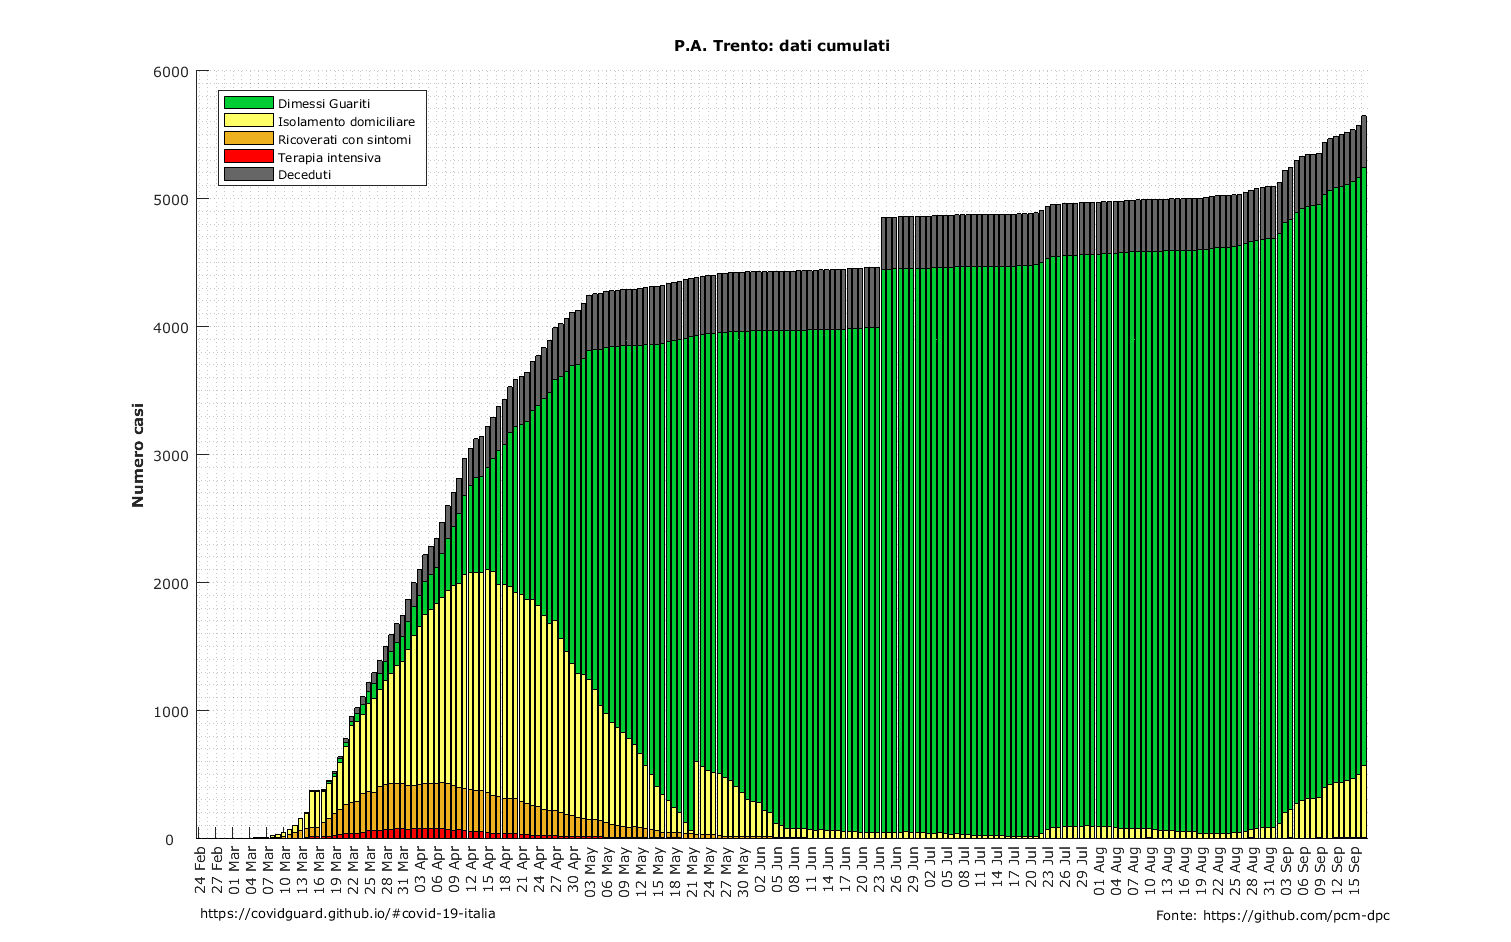 P.A. Trento: dati cumulati
6000
5000
4000
3000
2000
1000
0
Numero casi
Dimessi Guariti
Isolamento domiciliare
Ricoverati con sintomi
Terapia intensiva
Deceduti
24 Feb
27 Feb
01 Mar
04 Mar
07 Mar
10 Mar
13 Mar
16 Mar
19 Mar
22 Mar
25 Mar
28 Mar
31 Mar
03 Apr
06 Apr
09 Apr
12 Apr
15 Apr
18 Apr
21 Apr
24 Apr
27 Apr
30 Apr
03 May
06 May
09 May
12 May
15 May
18 May
21 May
24 May
27 May
30 May
02 Jun
05 Jun
08 Jun
11 Jun
14 Jun
17 Jun
20 Jun
23 Jun
26 Jun
29 Jun
02 Jul
05 Jul
08 Jul
11 Jul
14 Jul
17 Jul
20 Jul
23 Jul
26 Jul
29 Jul
01 Aug
04 Aug
07 Aug
10 Aug
13 Aug
16 Aug
19 Aug
22 Aug
25 Aug
28 Aug
31 Aug
03 Sep
06 Sep
09 Sep
12 Sep
15 Sep
https://covidguard.github.io/#covid-19-italia
Fonte: https://github.com/pcm-dpc